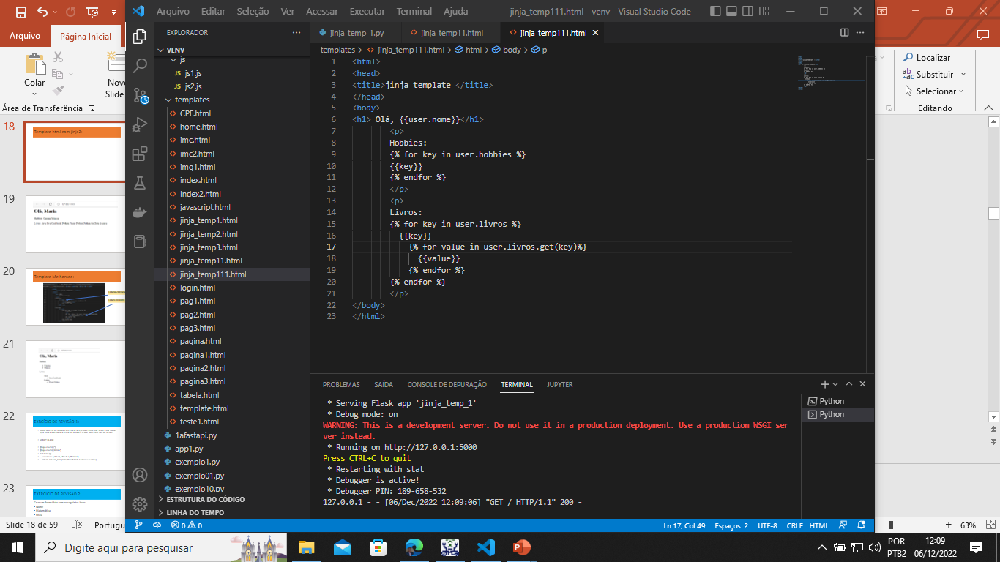 Arquivo
Editar
Seleção
Ver
Acessar
Executar
Terminal
Ajuda
jinja_temp111.html - venv - Visual Studio Code
Arquivo
Página Inicial
Colar
Novo
Slide
Área de Transferência
Localizar
Substituir
Selecionar
Editando
18
Template html com jinja2:
19
Olá, Maria
20
Template Melhorado:
21
Olá, Maria
22
EXERCÍCIO DE REVISÃO 1:
23
EXERCÍCIO DE REVISÃO 2:
Slide 18 de 59
Portugu
63%
EXPLORADOR
VENV
js
JS js1.js
JS js2.js
templates
CPF.html
home.html
imc.html
imc2.html
img1.html
index.html
Index2.html
javascript.html
jinja_temp1.html
jinja_temp2.html
jinja_temp3.html
jinja_temp11.html
jinja_temp111.html
login.html
pag1.html
pag2.html
pag3.html
pagina.html
pagina1.html
pagina2.html
pagina3.html
tabela.html
template.html
teste1.html
1afastapi.py
app1.py
exemplo1.py
exemplo01.py
exemplo10.py
ESTRUTURA DO CÓDIGO
LINHA DO TEMPO
jinja_temp_1.py
jinja_temp11.html
jinja_temp111.html
templates > jinja_temp111.html > html > body > p
1 <html>
2 <head>
3 <title>jinja template </title>
4 </head>
5 <body>
6 <h1> Olá, {{user.nome}}</h1>
7 <p>
8 Hobbies:
9 {% for key in user.hobbies %}
10 {{key}}
11 {% endfor %}
12 </p>
13 <p>
14 Livros:
15 {% for key in user.livros %}
16 {{key}}
17 {% for value in user.livros.get(key)%}
18 {{value}}
19 {% endfor %}
20 {% endfor %}
21 </p>
22 </body>
23 </html>
PROBLEMAS
SAÍDA
CONSOLE DE DEPURAÇÃO
TERMINAL
JUPYTER
* Serving Flask app 'jinja_temp_1'
* Debug mode: on
WARNING: This is a development server. Do not use it in a production deployment. Use a production WSGI ser
ver instead.
* Running on http://127.0.0.1:5000
Press CTRL+C to quit
* Restarting with stat
* Debugger is active!
* Debugger PIN: 189-658-532
127.0.0.1 - - [06/Dec/2022 12:09:06] "GET / HTTP/1.1" 200 -
Python
Python
0 0
Ln 17, Col 49
Espaços: 2
UTF-8
CRLF
HTML
Digite aqui para pesquisar
POR
PTB2
12:09
06/12/2022